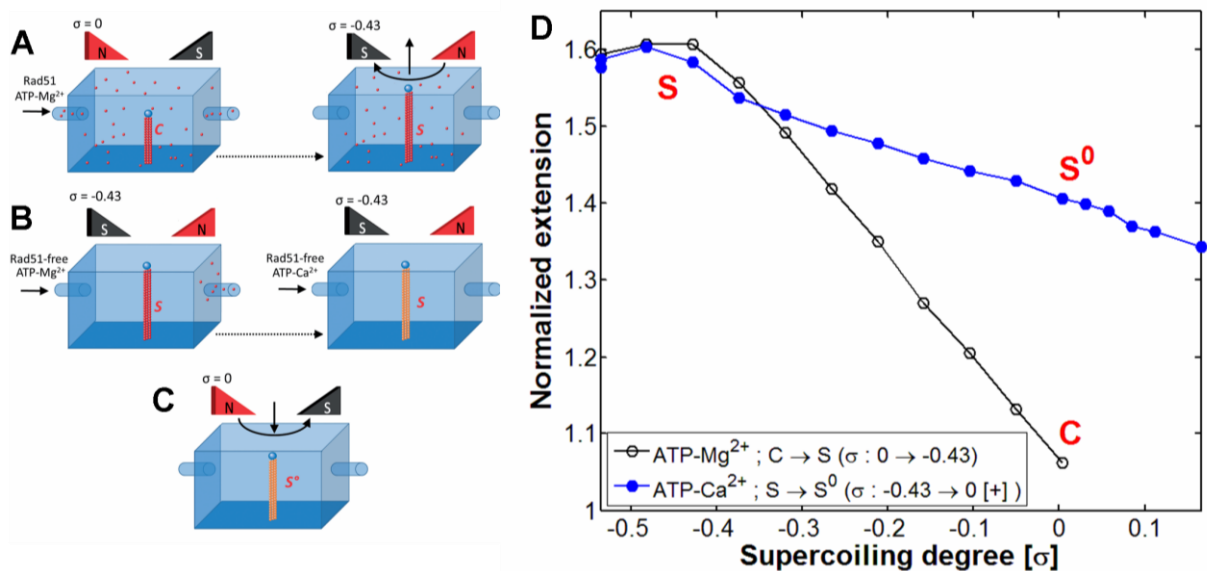 A
σ = 0
N
S
Rad51
ATP-Mg²⁺
C
σ = -0.43
S
N
S
B
σ = -0.43
S
N
Rad51-free
ATP-Mg²⁺
S
σ = -0.43
S
N
Rad51-free
ATP-Ca²⁺
S
C
σ = 0
N
S
S°
D
Normalized extension
1.6
1.5
1.4
1.3
1.2
1.1
1
S
S⁰
C
ATP-Mg²⁺ ; C → S ( σ : 0 → -0.43)
ATP-Ca²⁺ ; S → S⁰ ( σ : -0.43 → 0 [+] )
-0.5 -0.4 -0.3 -0.2 -0.1 0 0.1
Supercoiling degree [σ]